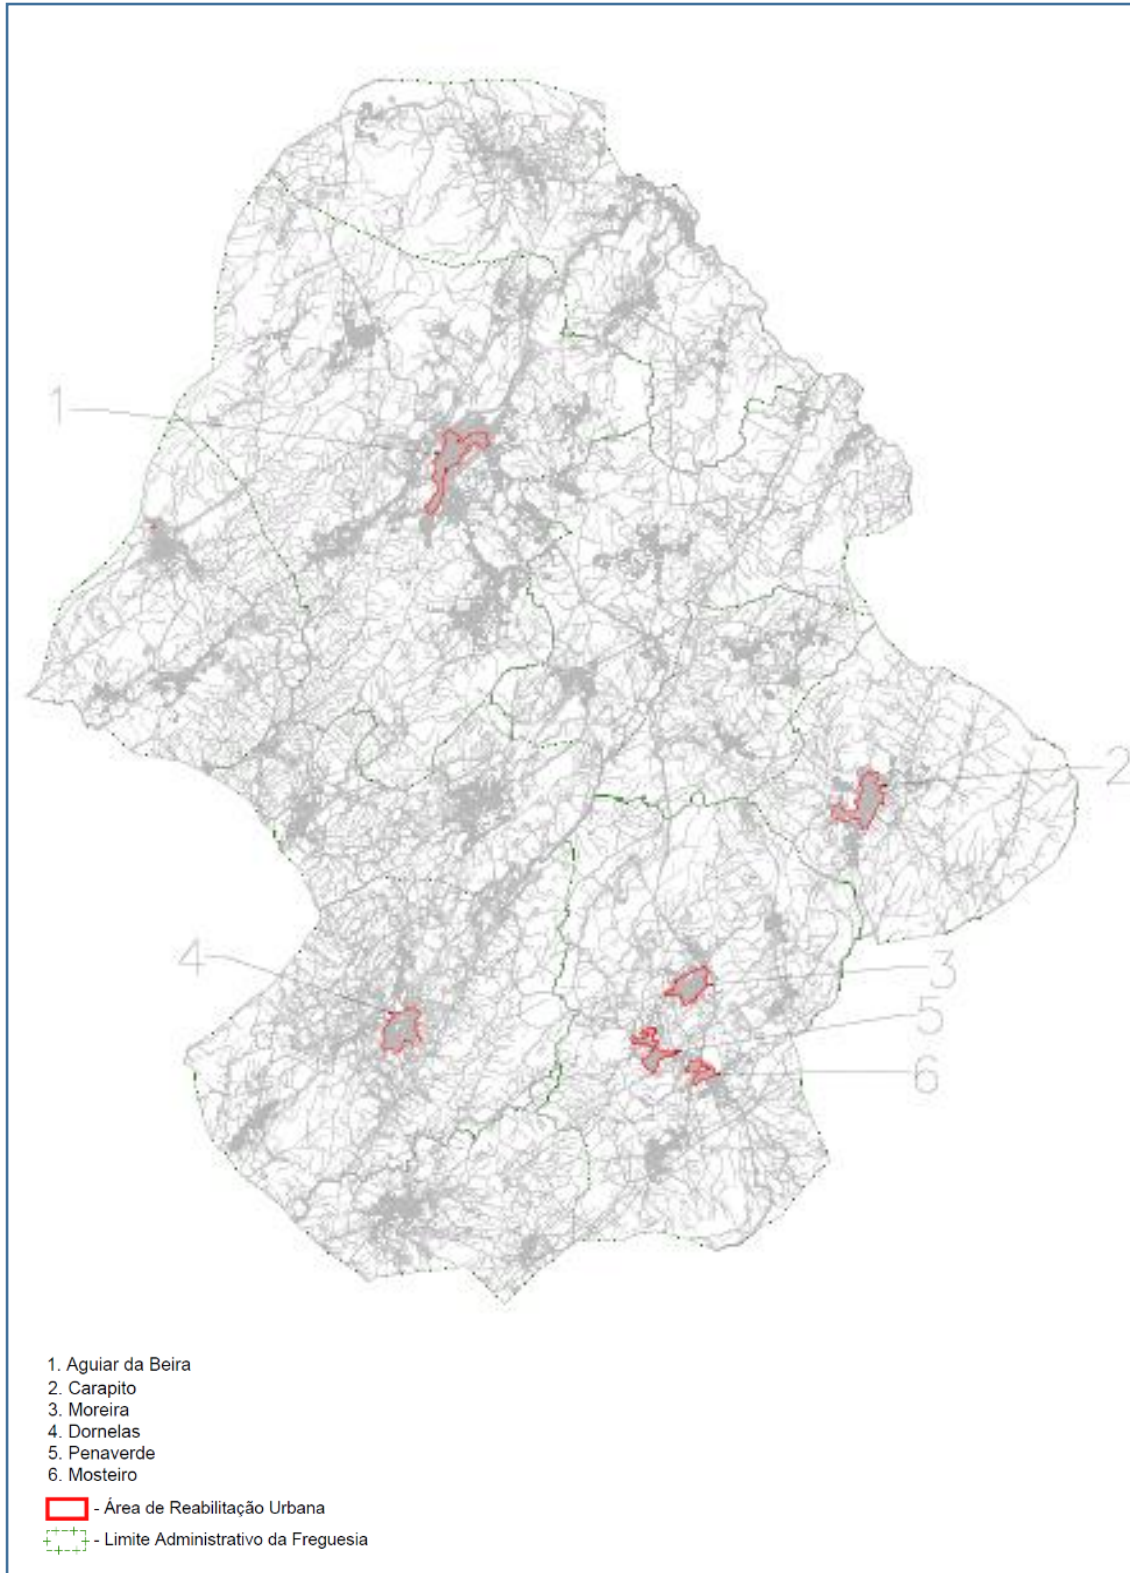 1
2
4
3
5
6
1. Aguiar da Beira
2. Carapito
3. Moreira
4. Dornelas
5. Penaverde
6. Mosteiro
- Área de Reabilitação Urbana
- Limite Administrativo da Freguesia